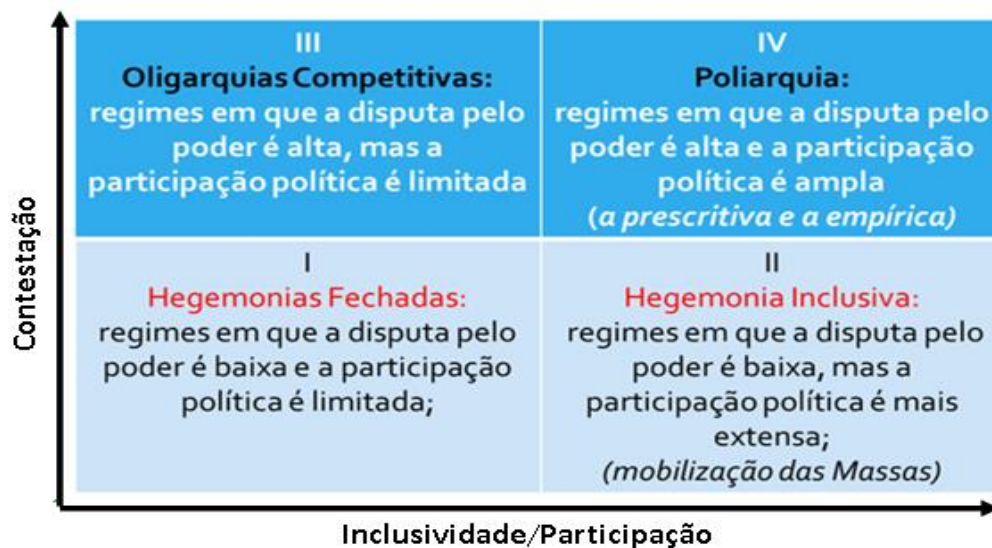 Contestação
III
Oligarquias Competitivas:
regimes em que a disputa pelo
poder é alta, mas a
participação política é limitada
IV
Poliarquia:
regimes em que a disputa pelo
poder é alta e a participação
política é ampla
(a prescritiva e a empírica)
I
Hegemonias Fechadas:
regimes em que a disputa pelo
poder é baixa e a participação
política é limitada;
II
Hegemonia Inclusiva:
regimes em que a disputa pelo
poder é baixa, mas a
participação política é mais
extensa;
(mobilização das Massas)
Inclusividade/Participação